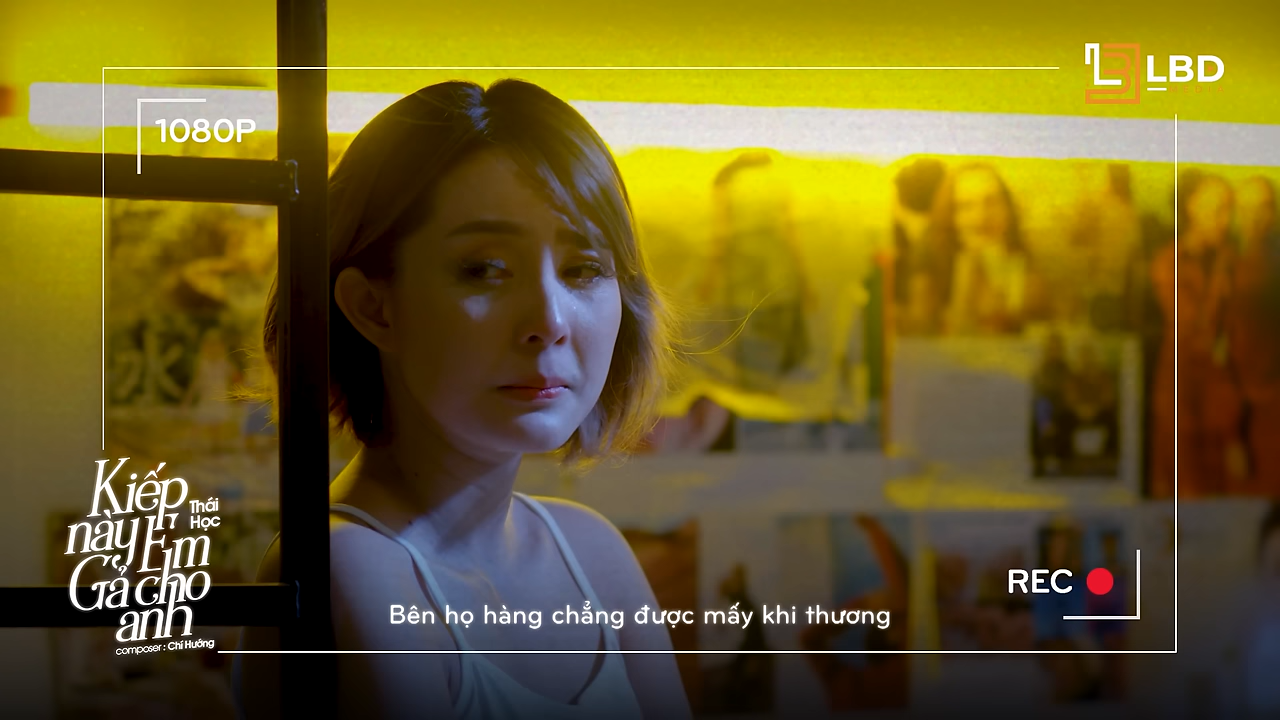 LBD
1080P
Kiếp
này Em
Gả cho
anh
Thái
Học
composer : Chí Hướng
REC
Bên họ hàng chẳng được mấy khi thương